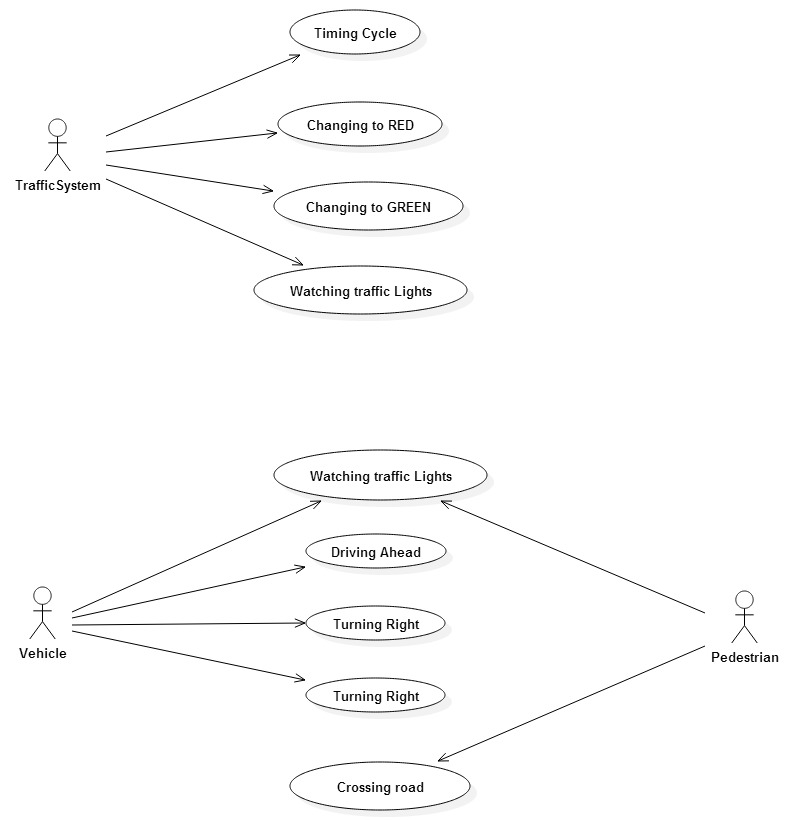 Timing Cycle
Changing to RED
TrafficSystem
Changing to GREEN
Watching traffic Lights
Watching traffic Lights
Driving Ahead
Turning Right
Vehicle
Pedestrian
Turning Right
Crossing road